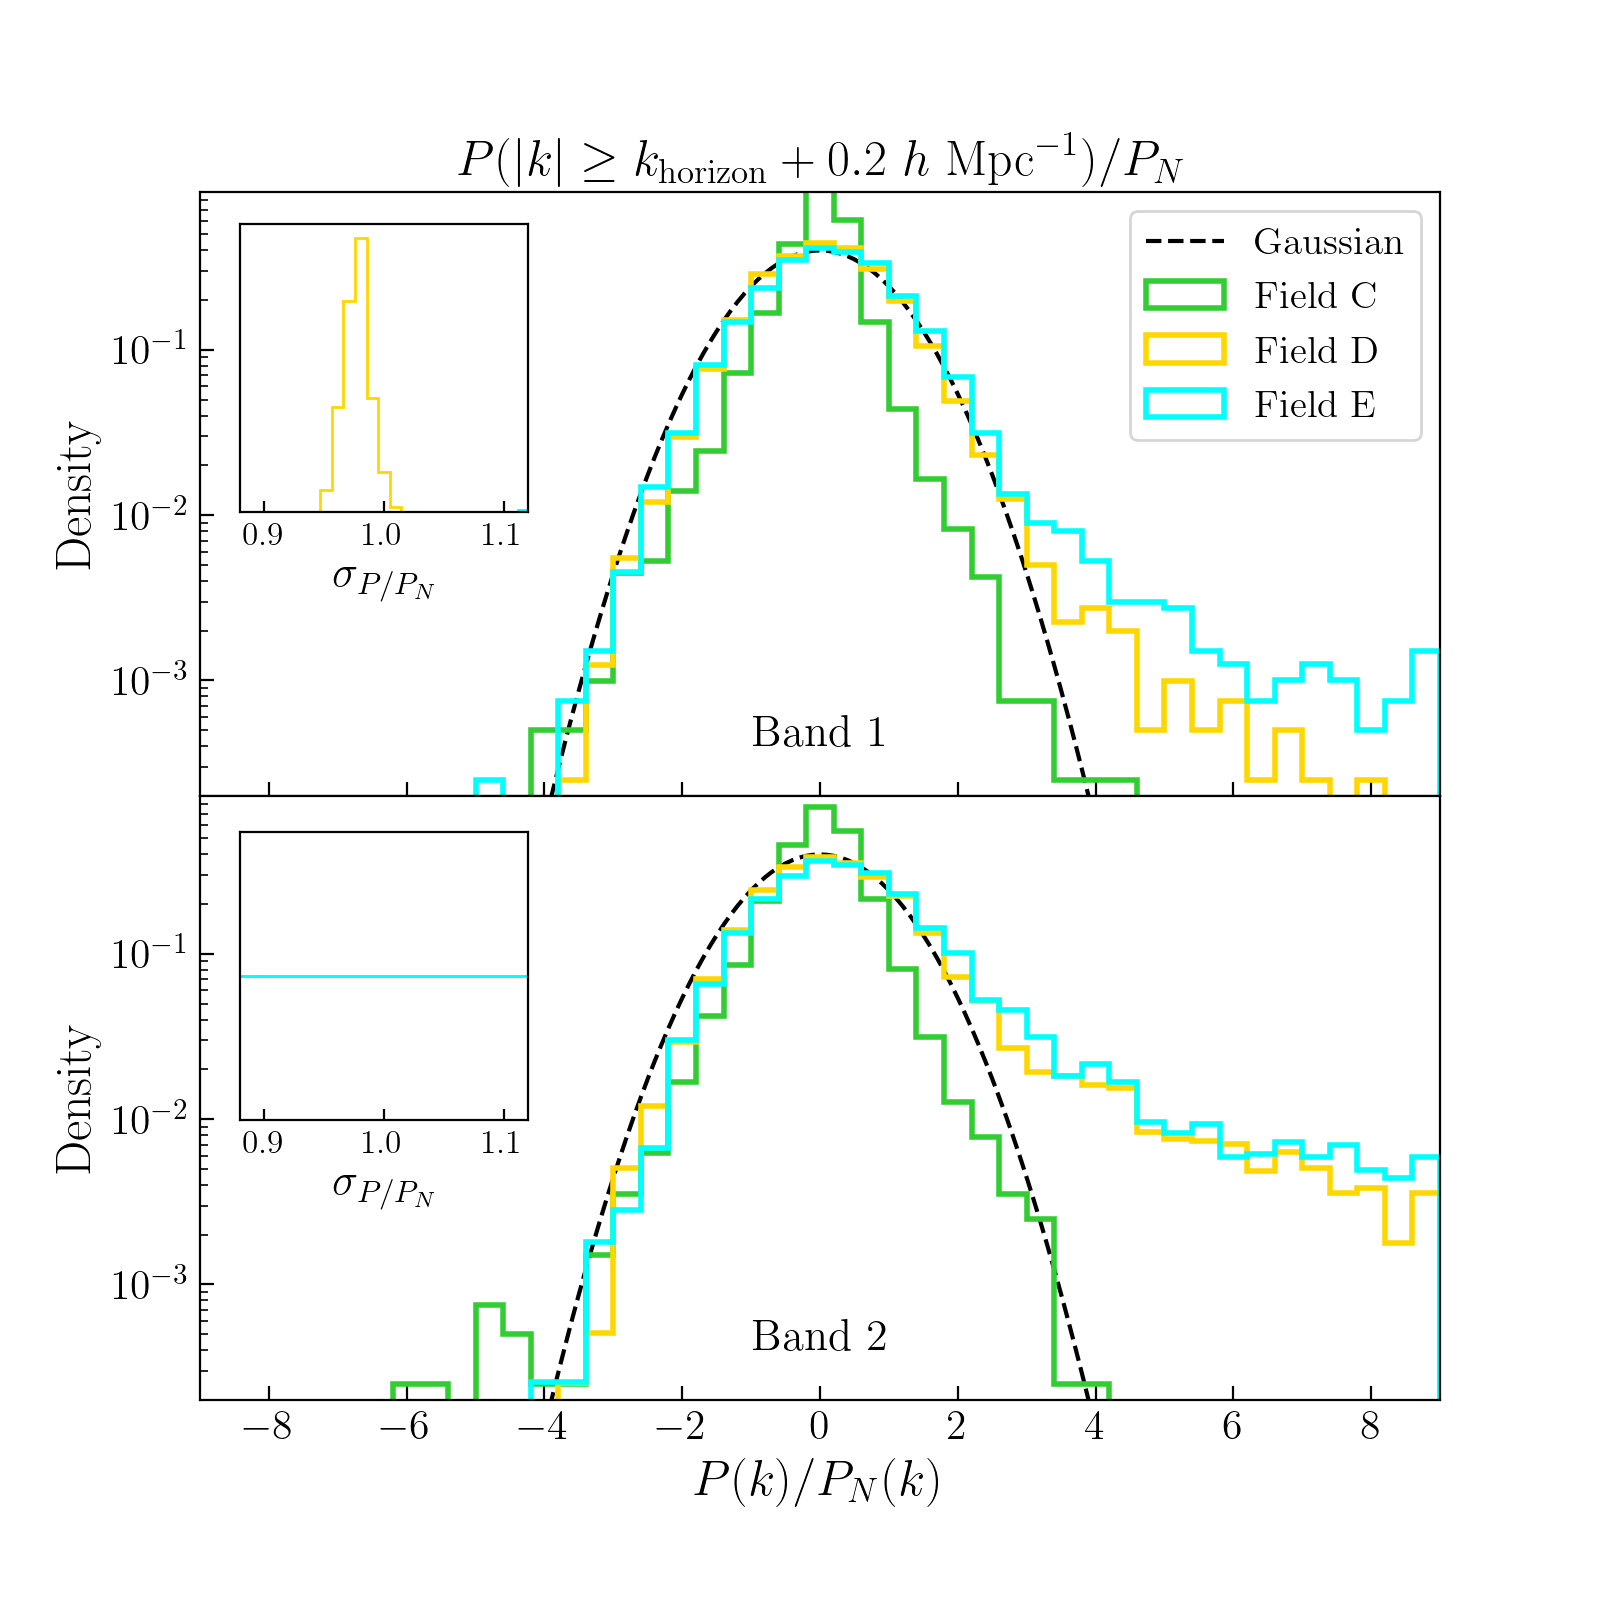 P(|k| ≥ k_horizon + 0.2 h Mpc⁻¹)/P_N
Gaussian
Field C
Field D
Field E
10⁻¹
10⁻²
10⁻³
Density
0.9 1.0 1.1
σ_{P/P_N}
Band 1
10⁻¹
10⁻²
10⁻³
Density
0.9 1.0 1.1
σ_{P/P_N}
Band 2
−8 −6 −4 −2 0 2 4 6 8
P(k)/P_N(k)